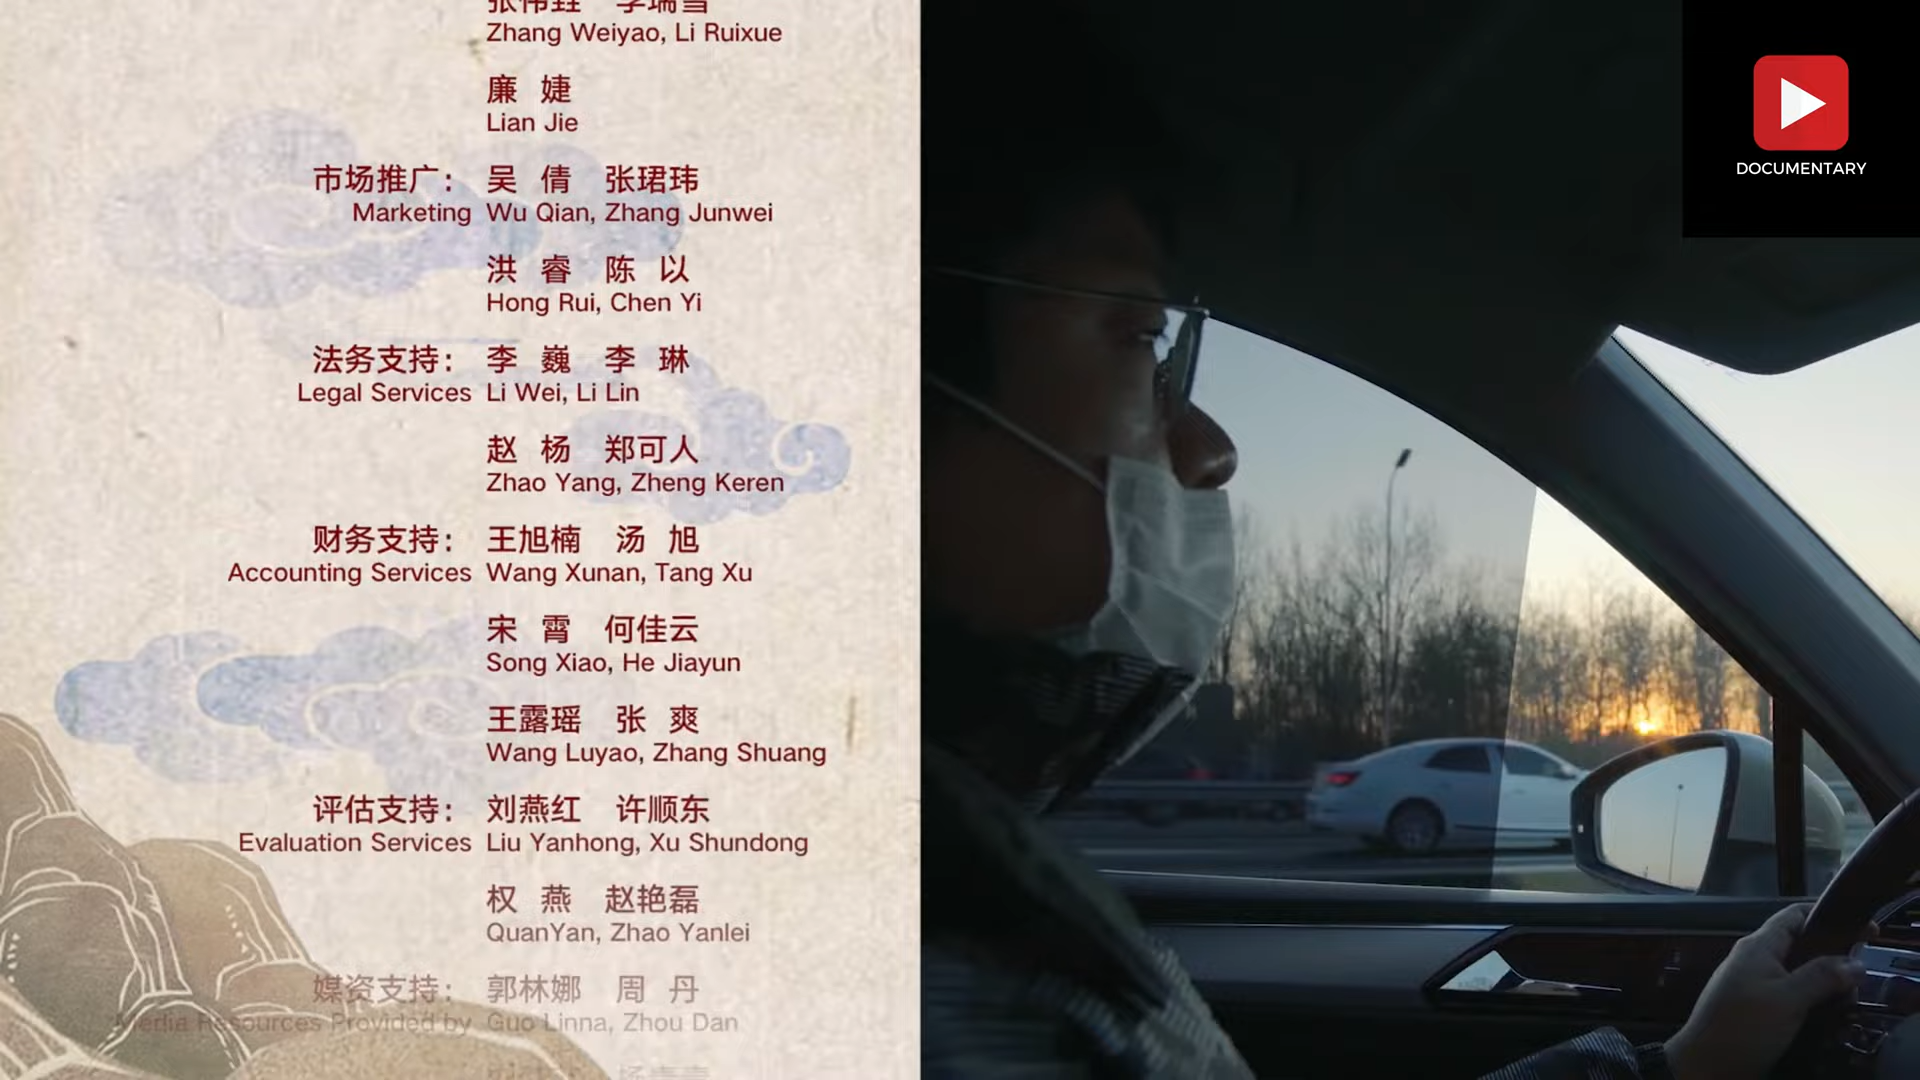 张伟钰 李瑞雪
Zhang Weiyao, Li Ruixue
廉 婕
Lian Jie
市场推广： 吴 倩 张珺玮
Marketing Wu Qian, Zhang Junwei
洪 睿 陈 以
Hong Rui, Chen Yi
法务支持： 李 巍 李 琳
Legal Services Li Wei, Li Lin
赵 杨 郑可人
Zhao Yang, Zheng Keren
财务支持： 王旭楠 汤 旭
Accounting Services Wang Xunan, Tang Xu
宋 霄 何佳云
Song Xiao, He Jiayun
王露瑶 张 爽
Wang Luyao, Zhang Shuang
评估支持： 刘燕红 许顺东
Evaluation Services Liu Yanhong, Xu Shundong
权 燕 赵艳磊
QuanYan, Zhao Yanlei
媒资支持： 郭林娜 周 丹
Media Resources Provided by Guo Linna, Zhou Dan
DOCUMENTARY